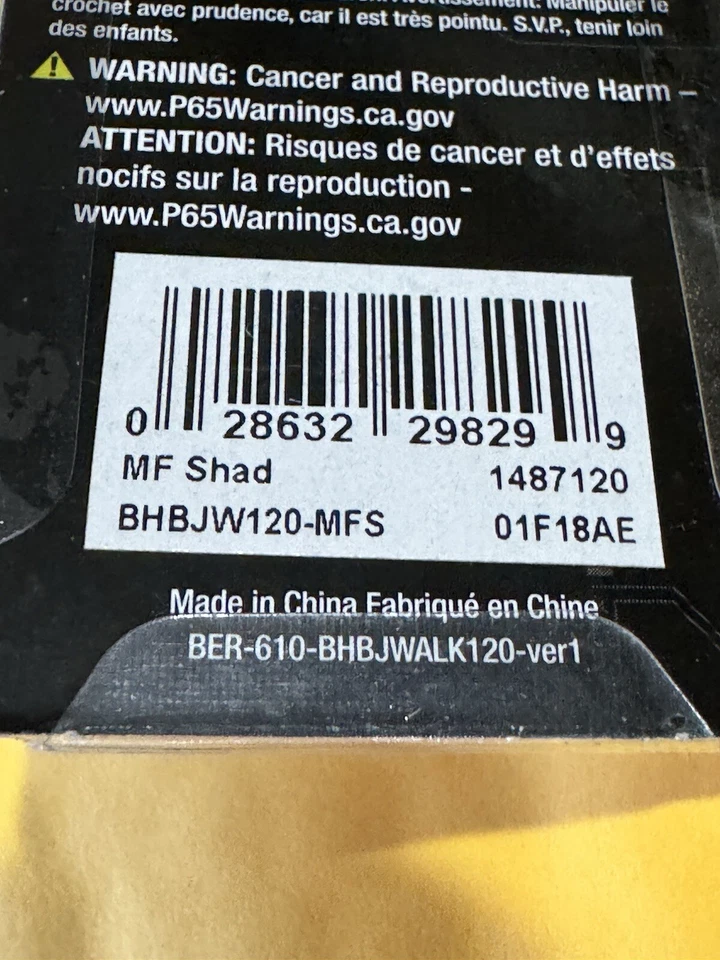 crochet avec prudence, car il est très pointu. S.V.P., tenir loin
des enfants.
WARNING: Cancer and Reproductive Harm –
www.P65Warnings.ca.gov
ATTENTION: Risques de cancer et d'effets
nocifs sur la reproduction -
www.P65Warnings.ca.gov
0 28632 29829 9
MF Shad 1487120
BHBJW120-MFS 01F18AE
Made in China Fabriqué en Chine
BER-610-BHBJWALK120-ver1